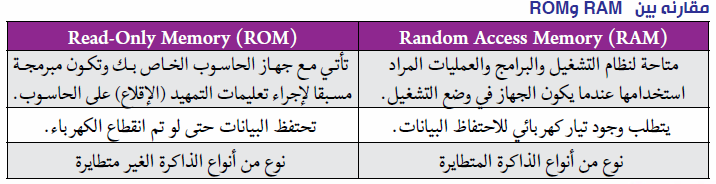 مقارنه بين RAM وROM
Random Access Memory (RAM)
Read-Only Memory (ROM)
متاحة لنظام التشغيل والبرامج والعمليات المراد
استخدامها عندما يكون الجهاز في وضع التشغيل.
تأتي مع جهاز الحاسوب الخاص بك وتكون مبرمجة
مسبقا لإجراء تعليمات التمهيد (الإقلاع) على الحاسوب.
يتطلب وجود تيار كهربائي للاحتفاظ البيانات.
تحتفظ البيانات حتى لو تم انقطاع الكهرباء.
نوع من أنواع الذاكرة المتطايرة
نوع من أنواع الذاكرة الغير متطايرة